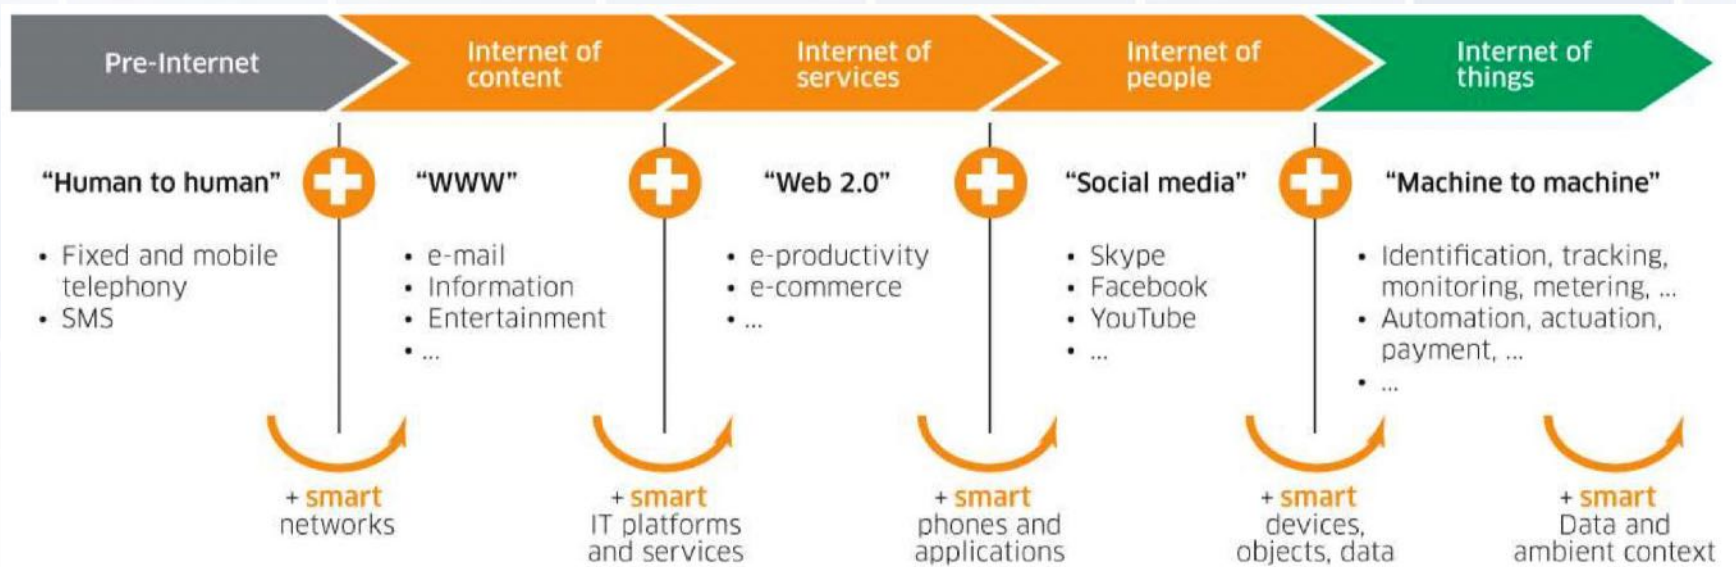 Pre-Internet
Internet of
content
Internet of
services
Internet of
people
Internet of
things
“Human to human”
“WWW”
“Web 2.0”
“Social media”
“Machine to machine”
• Fixed and mobile
telephony
• SMS
• e-mail
• Information
• Entertainment
• ...
• e-productivity
• e-commerce
• ...
• Skype
• Facebook
• YouTube
• ...
• Identification, tracking,
monitoring, metering, ...
• Automation, actuation,
payment, ...
• ...
+ smart
networks
+ smart
IT platforms
and services
+ smart
phones and
applications
+ smart
devices,
objects, data
+ smart
Data and
ambient context